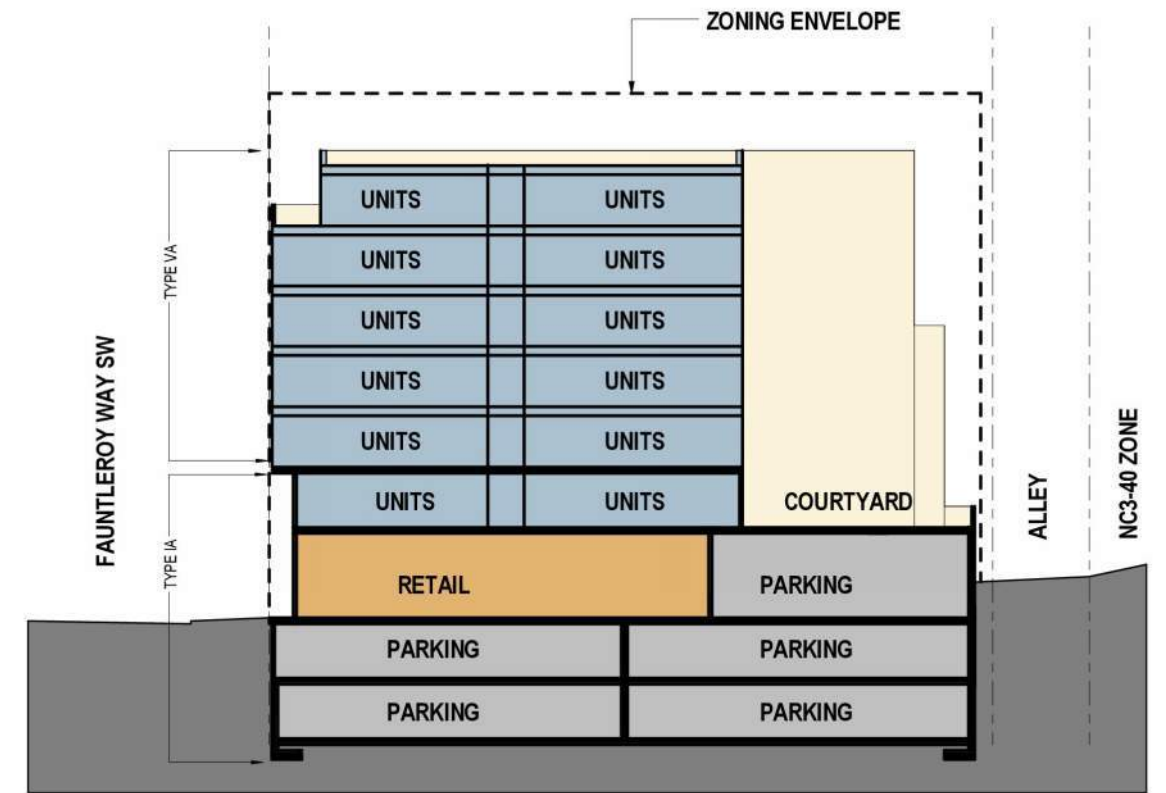 ZONING ENVELOPE
UNITS UNITS
UNITS UNITS
UNITS UNITS
UNITS UNITS
UNITS UNITS
UNITS UNITS COURTYARD
RETAIL PARKING
PARKING PARKING
PARKING PARKING
FAUNTLEROY WAY SW
TYPE VA
TYPE IA
ALLEY
NC3-40 ZONE